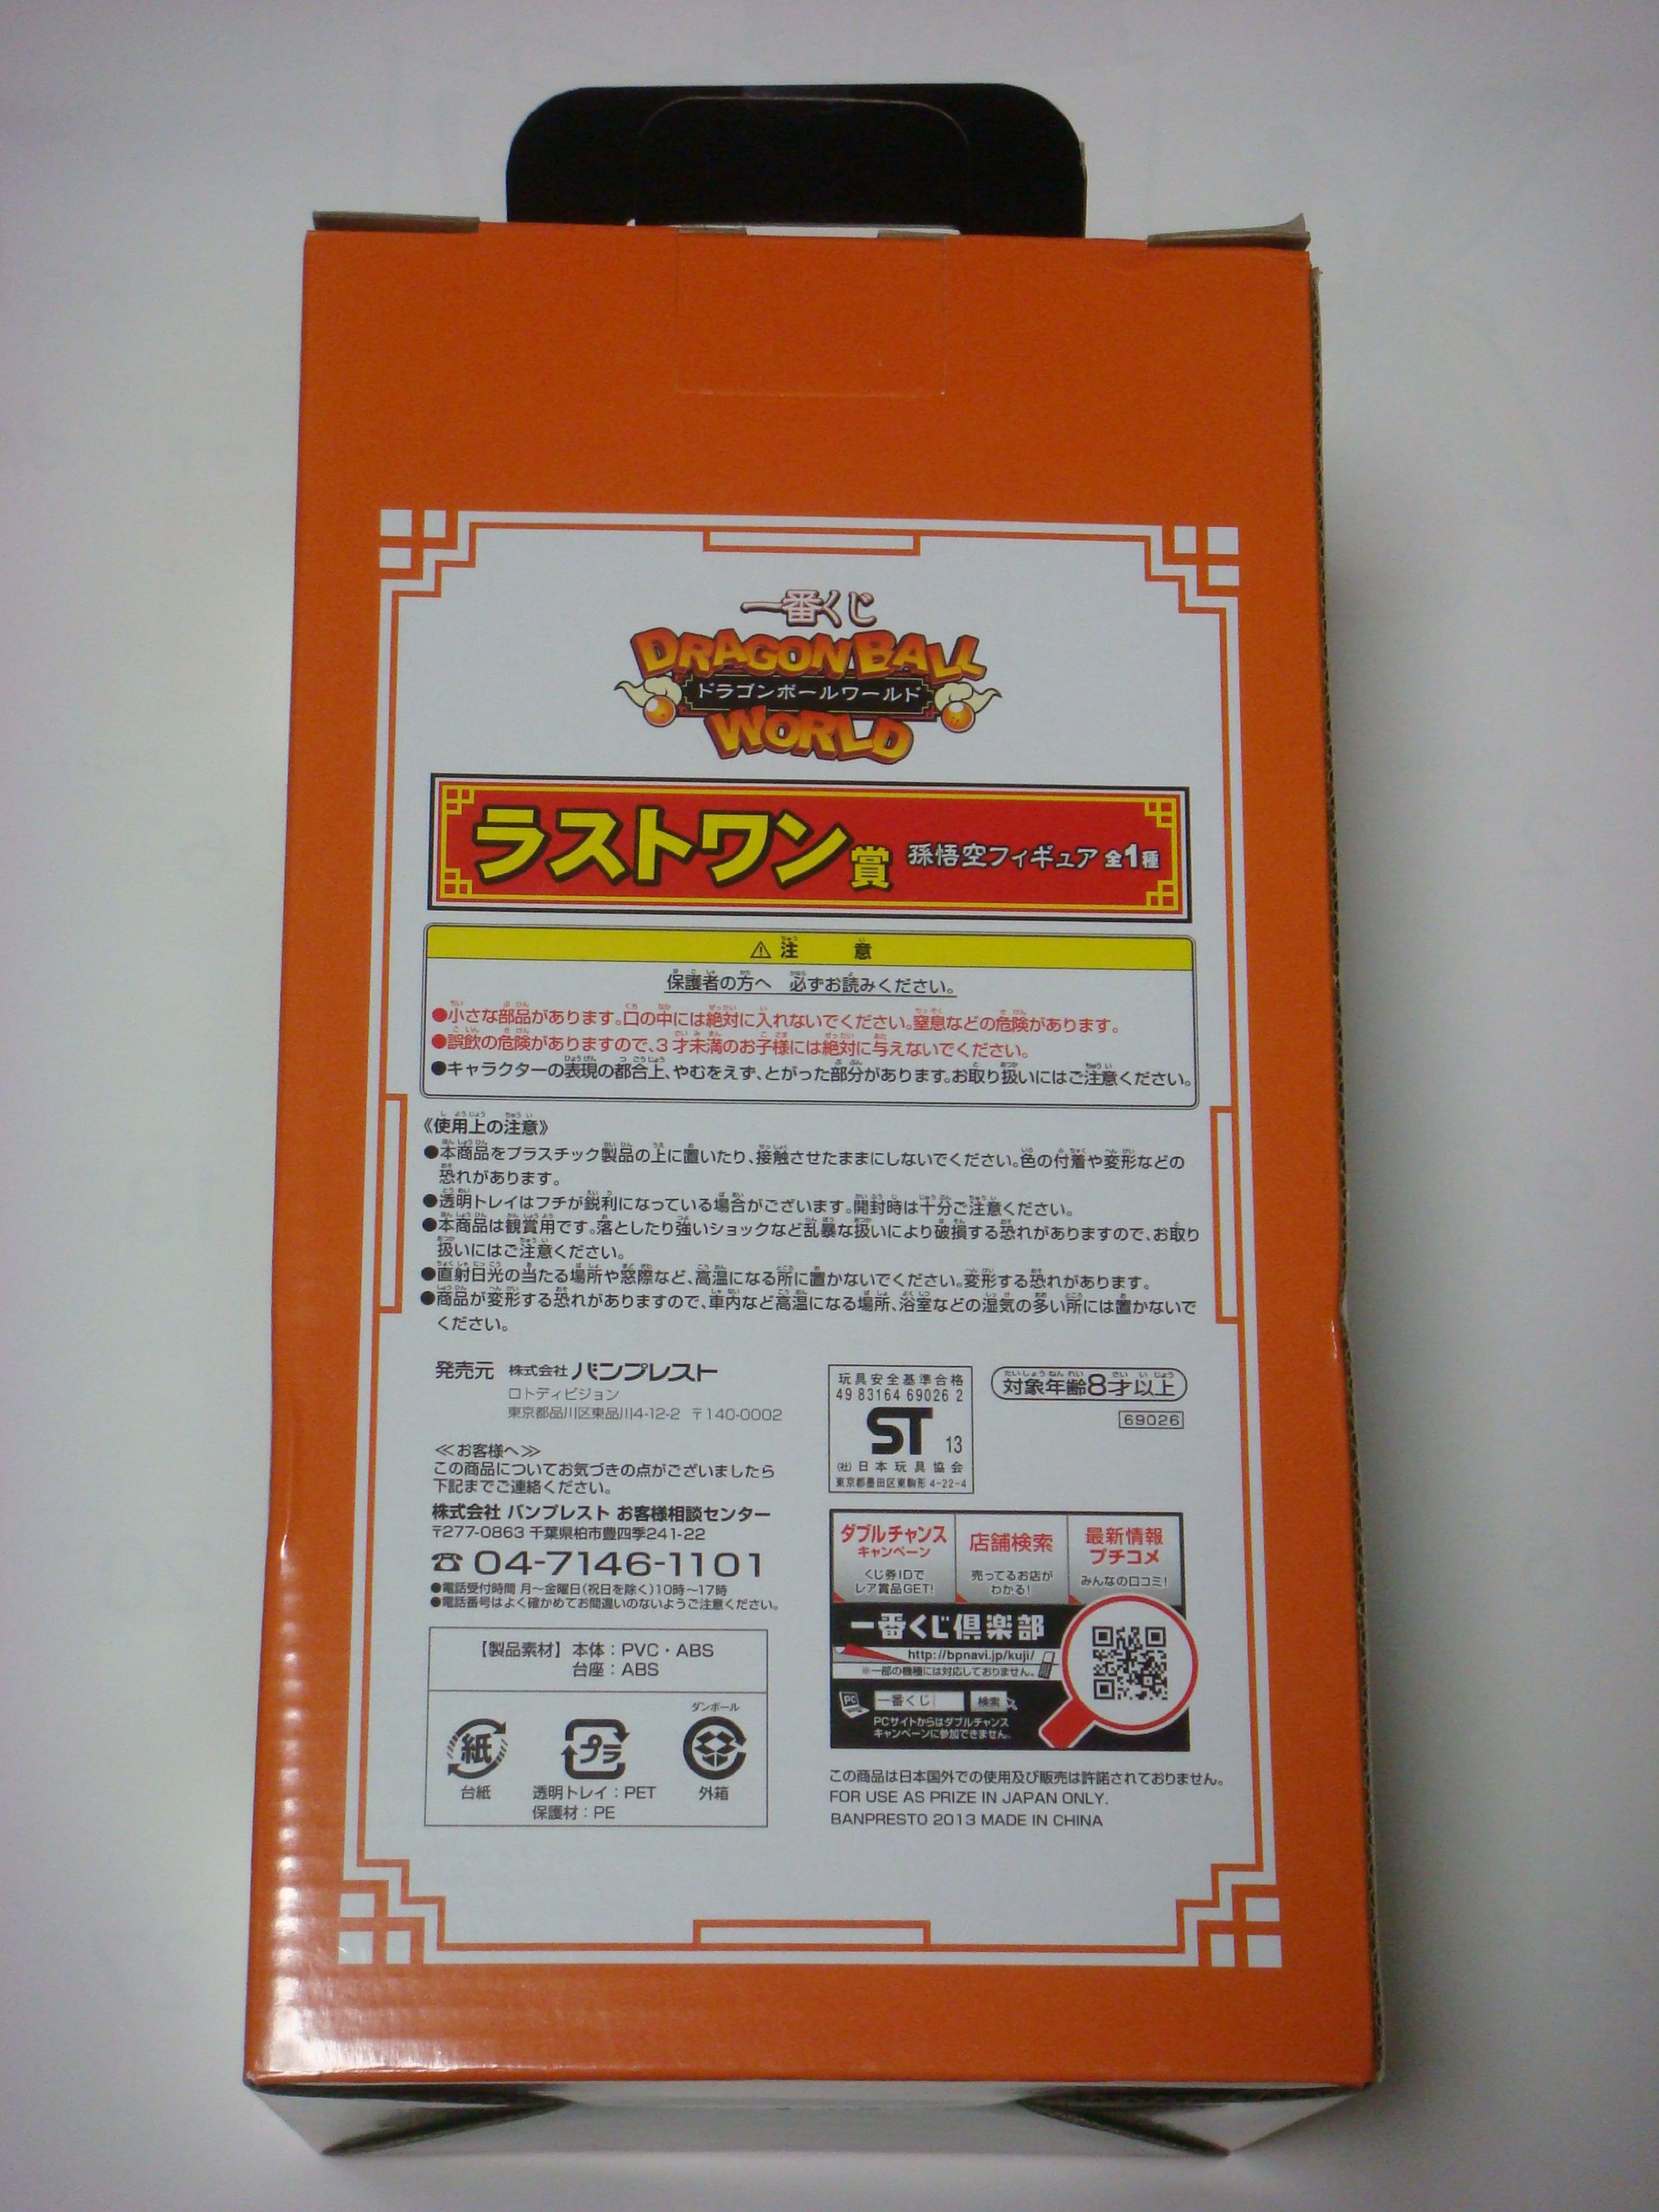 一番くじ
DRAGON BALL
ドラゴンボールワールド
WORLD
ラストワン賞 孫悟空フィギュア 全1種
⚠注 意
保護者の方へ 必ずお読みください。
●小さな部品があります。口の中には絶対に入れないでください。窒息などの危険があります。
●誤飲の危険がありますので、3才未満のお子様には絶対に与えないでください。
●キャラクターの表現の都合上、やむをえず、とがった部分があります。お取り扱いにはご注意ください。
《使用上の注意》
●本商品をプラスチック製品の上に置いたり、接触させたままにしないでください。色の付着や変形などの
恐れがあります。
●透明トレイはフチが鋭利になっている場合がございます。開封時は十分ご注意ください。
●本商品は観賞用です。落としたり強いショックなど乱暴な扱いにより破損する恐れがありますので、お取り
扱いにはご注意ください。
●直射日光の当たる場所や窓際など、高温になる所に置かないでください。変形する恐れがあります。
●商品が変形する恐れがありますので、車内など高温になる場所、浴室などの湿気の多い所には置かないで
ください。
発売元 株式会社 バンプレスト
ロトディビジョン
東京都品川区東品川4-12-2 〒140-0002
≪お客様へ≫
この商品についてお気づきの点がございましたら
下記までご連絡ください。
株式会社 バンプレスト お客様相談センター
〒277-0863 千葉県柏市豊四季241-22
☎ 04-7146-1101
●電話受付時間 月～金曜日(祝日を除く)10時～17時
●電話番号はよく確かめてお間違いのないようご注意ください。
【製品素材】本体：PVC・ABS
台座：ABS
紙
台紙
プラ
透明トレイ：PET
保護材：PE
ダンボール
外箱
玩具安全基準合格
49 83164 69026 2
ST 13
(社)日本玩具協会
東京都墨田区東駒形 4-22-4
対象年齢8才以上
69026
ダブルチャンス
キャンペーン
くじ券IDで
レア賞品GET!
店舗検索
売ってるお店が
わかる!
最新情報
プチコメ
みんなの口コミ!
一番くじ倶楽部
http://bpnavi.jp/kuji/
※一部の機種には対応しておりません。
PC 一番くじ 検索
PCサイトからはダブルチャンス
キャンペーンに参加できません。
この商品は日本国外での使用及び販売は許諾されておりません。
FOR USE AS PRIZE IN JAPAN ONLY.
BANPRESTO 2013 MADE IN CHINA